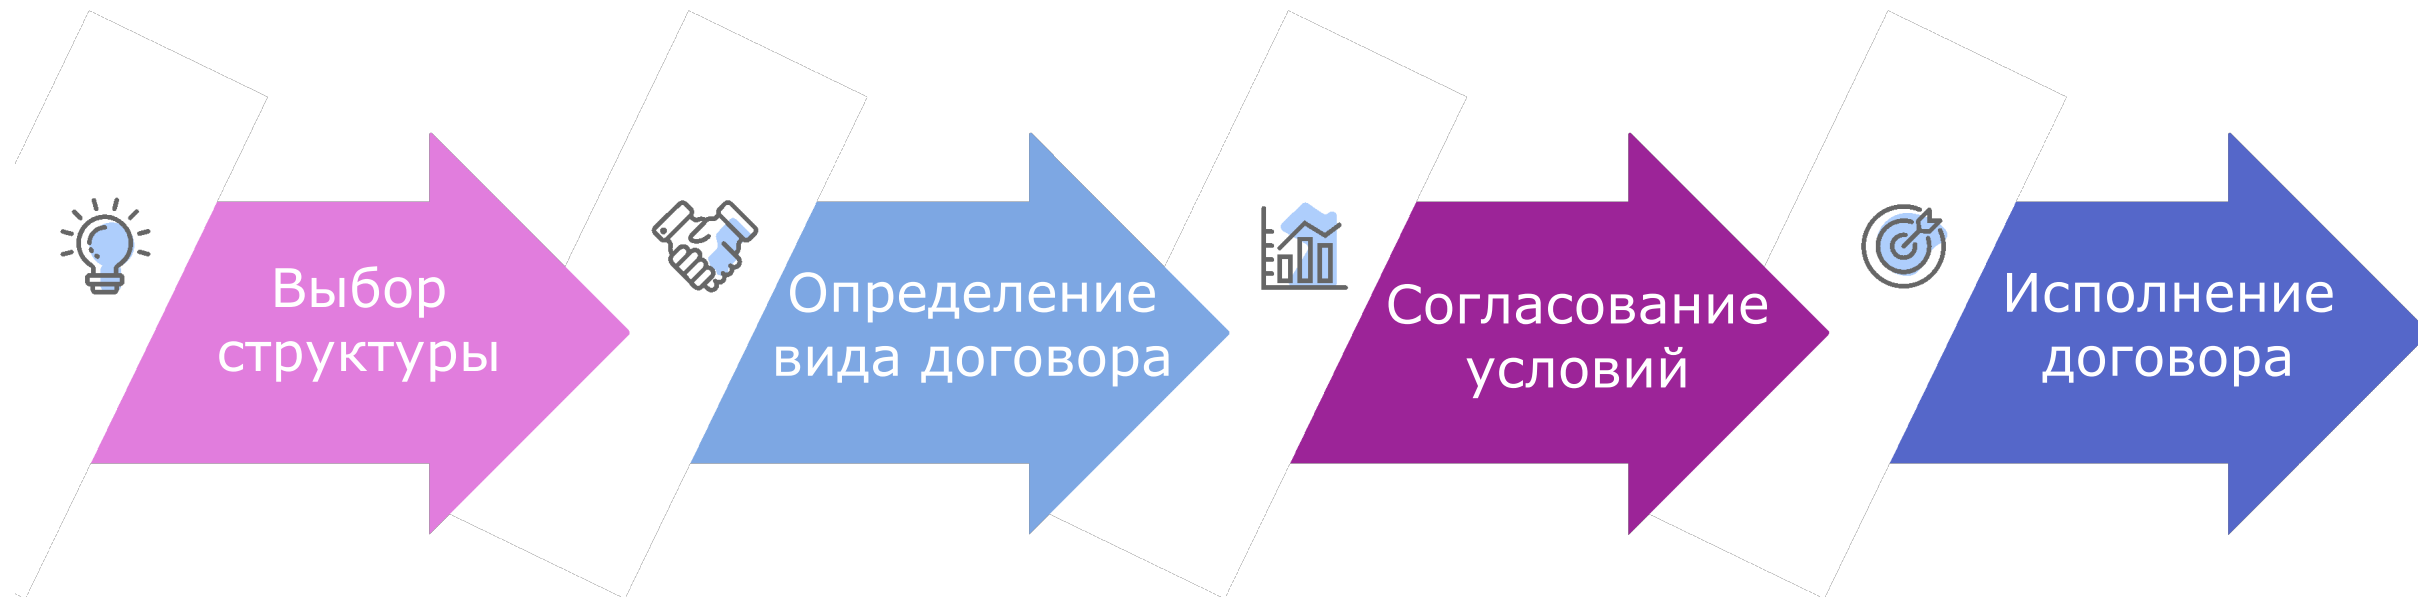 Выбор
структуры
Определение
вида договора
Согласование
условий
Исполнение
договора